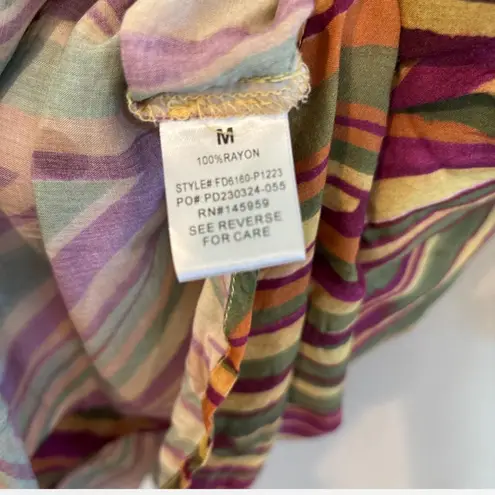 M
100%RAYON
STYLE# FD6160-P1223
PO#:PD230324-055
RN#145959
SEE REVERSE
FOR CARE